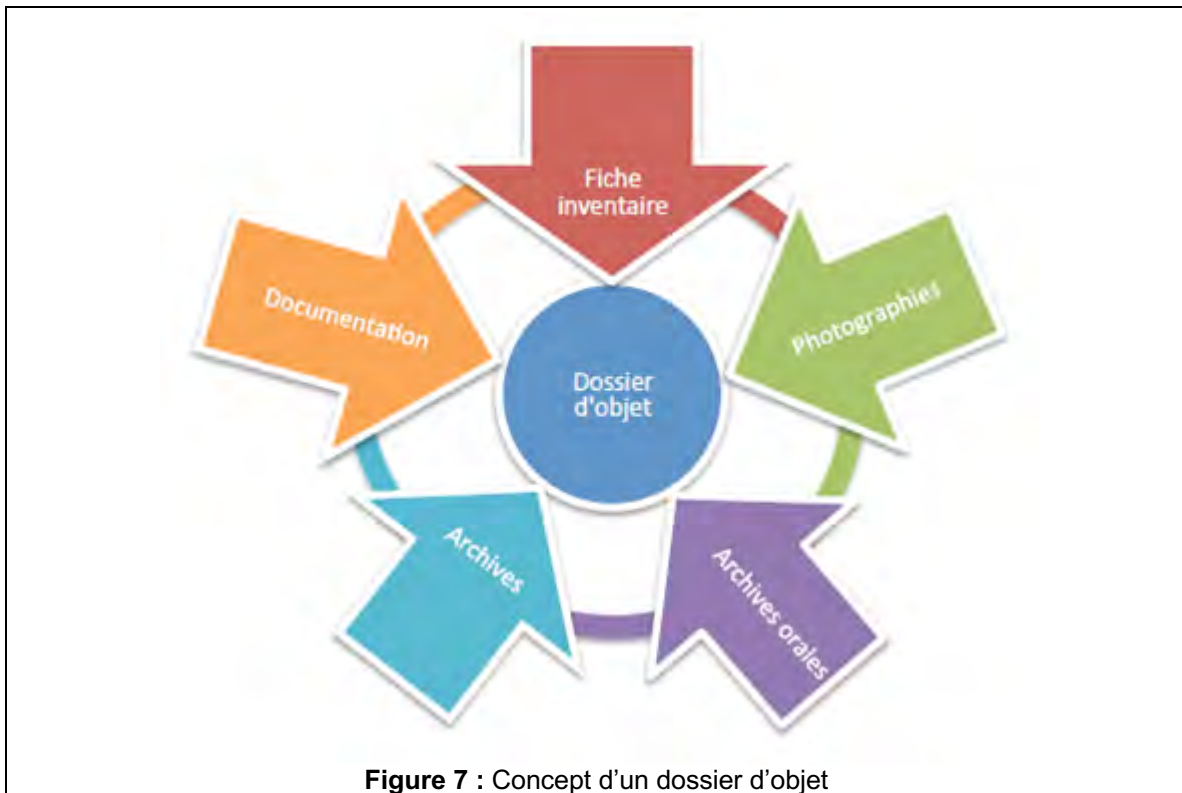 Fiche
inventaire
Photographies
Documentation
Dossier
d'objet
Archives
Archives orales
Figure 7 : Concept d’un dossier d’objet